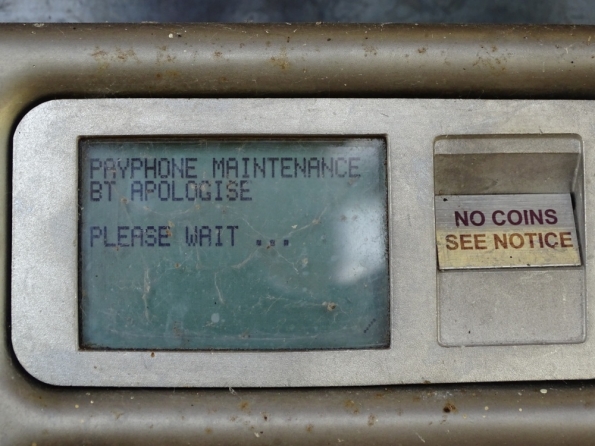 PAYPHONE MAINTENANCE
BT APOLOGISE
PLEASE WAIT ...
NO COINS
SEE NOTICE